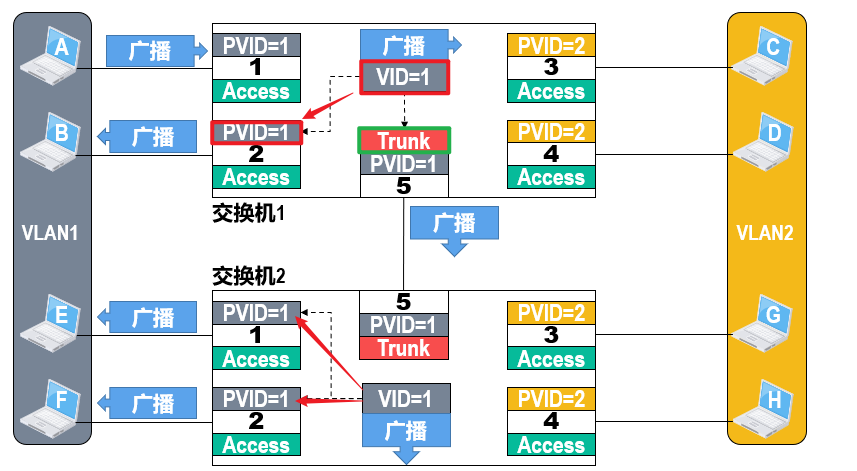 A
广播
PVID=1
1
Access
广播
VID=1
PVID=2
3
Access
C
B
广播
PVID=1
2
Access
Trunk
PVID=1
5
PVID=2
4
Access
D
VLAN1
交换机1
广播
VLAN2
交换机2
E
广播
PVID=1
1
Access
5
PVID=1
Trunk
PVID=2
3
Access
G
F
广播
PVID=1
2
Access
VID=1
广播
PVID=2
4
Access
H